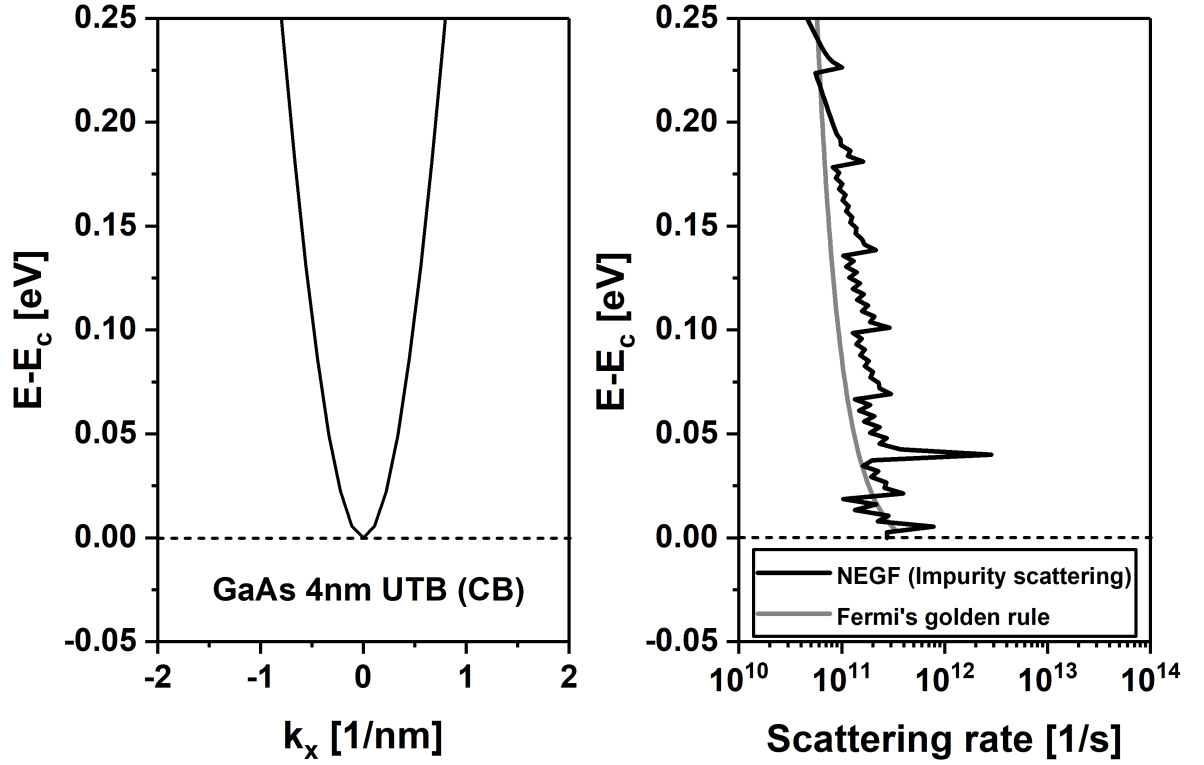 0.25
0.20
0.15
0.10
0.05
0.00
-0.05
E-Ec [eV]
GaAs 4nm UTB (CB)
-2 -1 0 1 2
kx [1/nm]
0.25
0.20
0.15
0.10
0.05
0.00
-0.05
E-Ec [eV]
NEGF (Impurity scattering)
Fermi's golden rule
10^10 10^11 10^12 10^13 10^14
Scattering rate [1/s]